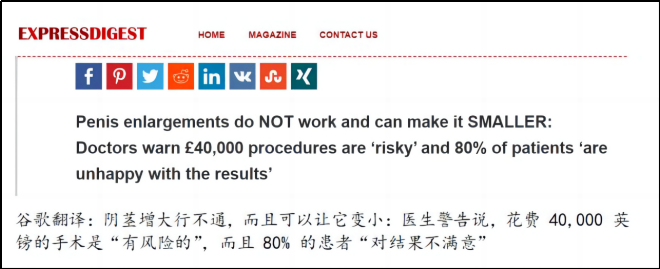 EXPRESSDIGEST HOME MAGAZINE CONTACT US
Penis enlargements do NOT work and can make it SMALLER:
Doctors warn £40,000 procedures are ‘risky’ and 80% of patients ‘are
unhappy with the results’
谷歌翻译：阴茎增大行不通，而且可以让它变小：医生警告说，花费 40,000 英
镑的手术是“有风险的”，而且 80% 的患者“对结果不满意”